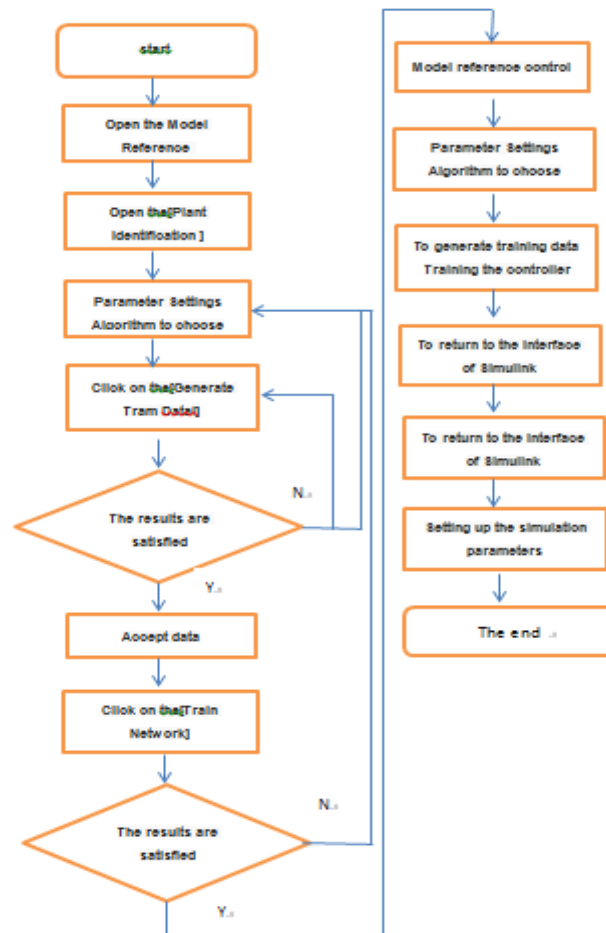 start
Open the Model
Reference
Open the[Plant
Identification ]
Parameter Settings
Algorithm to choose
Click on the[Generate
Tram Data]]
The results are
satisfied
N
Y
Accept data
Click on the[Train
Network]
The results are
satisfied
N
Y
Model reference control
Parameter Settings
Algorithm to choose
To generate training data
Training the controller
To return to the interface
of Simulink
To return to the interface
of Simulink
Setting up the simulation
parameters
The end